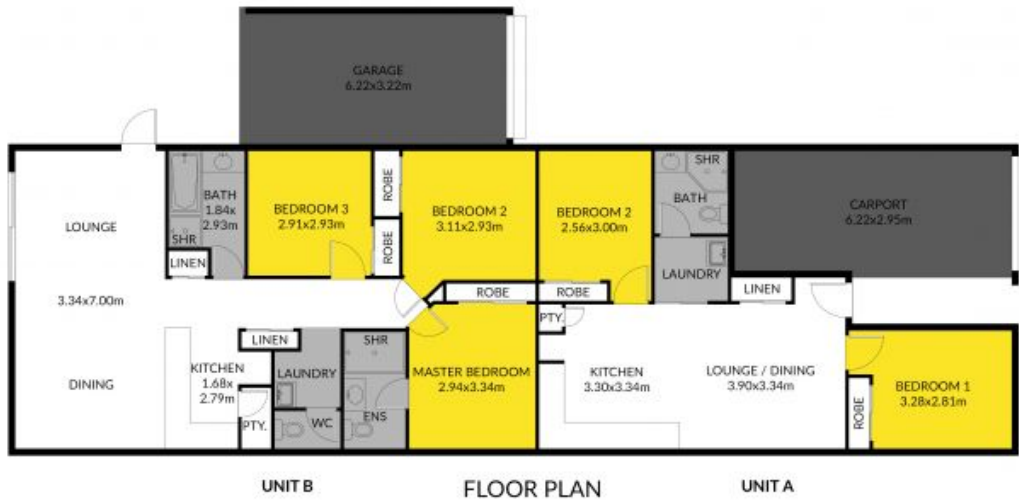 GARAGE
6.22x3.22m
LOUNGE
3.34x7.00m
DINING
BATH
1.84x
2.93m
SHR
LINEN
BEDROOM 3
2.91x2.93m
ROBE
ROBE
BEDROOM 2
3.11x2.93m
ROBE
BEDROOM 2
2.56x3.00m
ROBE
SHR
BATH
LAUNDRY
CARPORT
6.22x2.95m
LINEN
LINEN
KITCHEN
1.68x
2.79m
PTY.
LAUNDRY
WC
SHR
ENS
MASTER BEDROOM
2.94x3.34m
PTY.
KITCHEN
3.30x3.34m
LOUNGE / DINING
3.90x3.34m
ROBE
BEDROOM 1
3.28x2.81m
UNIT B
FLOOR PLAN
UNIT A